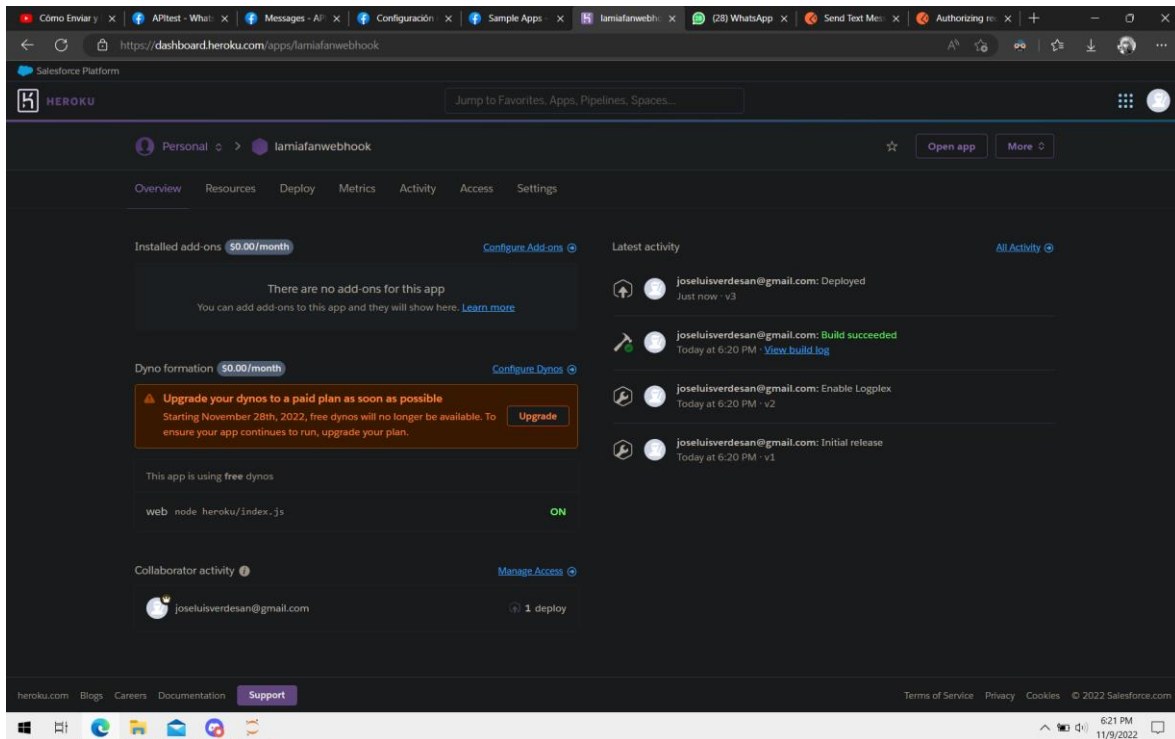 Cómo Enviar y
APItest - What
Messages - AP
Configuración
Sample Apps -
lamiafanwebho
(28) WhatsApp
Send Text Mes
Authorizing re
https://dashboard.heroku.com/apps/lamiafanwebhook
Salesforce Platform
HEROKU
Jump to Favorites, Apps, Pipelines, Spaces...
Personal > lamiafanwebhook
Open app
More
Overview Resources Deploy Metrics Activity Access Settings
Installed add-ons $0.00/month
Configure Add-ons
There are no add-ons for this app
You can add add-ons to this app and they will show here. Learn more
Dyno formation $0.00/month
Configure Dynos
Upgrade your dynos to a paid plan as soon as possible
Starting November 28th, 2022, free dynos will no longer be available. To
ensure your app continues to run, upgrade your plan.
Upgrade
This app is using free dynos
web node heroku/index.js
ON
Collaborator activity
Manage Access
joseluisverdesan@gmail.com
1 deploy
Latest activity
All Activity
joseluisverdesan@gmail.com: Deployed
Just now · v3
joseluisverdesan@gmail.com: Build succeeded
Today at 6:20 PM · View build log
joseluisverdesan@gmail.com: Enable Logplex
Today at 6:20 PM · v2
joseluisverdesan@gmail.com: Initial release
Today at 6:20 PM · v1
heroku.com Blogs Careers Documentation Support
Terms of Service Privacy Cookies © 2022 Salesforce.com
6:21 PM
11/9/2022